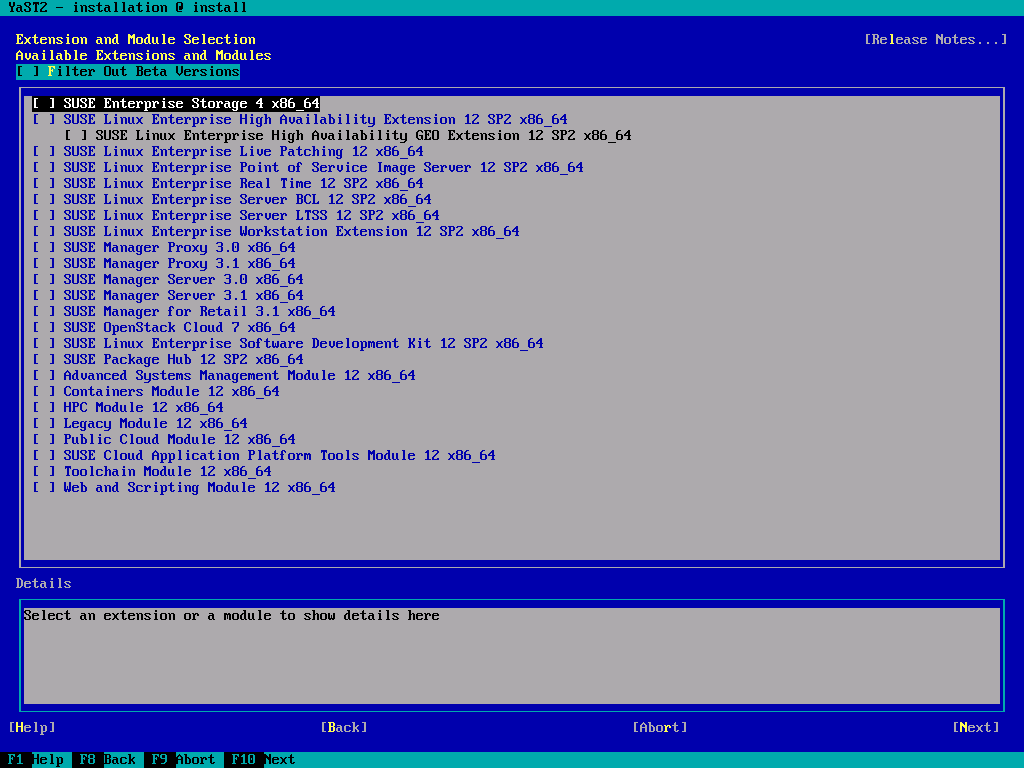 YaST2 - installation @ install
Extension and Module Selection [Release Notes...]
Available Extensions and Modules
[ ] Filter Out Beta Versions
[ ] SUSE Enterprise Storage 4 x86_64
[ ] SUSE Linux Enterprise High Availability Extension 12 SP2 x86_64
[ ] SUSE Linux Enterprise High Availability GEO Extension 12 SP2 x86_64
[ ] SUSE Linux Enterprise Live Patching 12 x86_64
[ ] SUSE Linux Enterprise Point of Service Image Server 12 SP2 x86_64
[ ] SUSE Linux Enterprise Real Time 12 SP2 x86_64
[ ] SUSE Linux Enterprise Server BCL 12 SP2 x86_64
[ ] SUSE Linux Enterprise Server LTSS 12 SP2 x86_64
[ ] SUSE Linux Enterprise Workstation Extension 12 SP2 x86_64
[ ] SUSE Manager Proxy 3.0 x86_64
[ ] SUSE Manager Proxy 3.1 x86_64
[ ] SUSE Manager Server 3.0 x86_64
[ ] SUSE Manager Server 3.1 x86_64
[ ] SUSE Manager for Retail 3.1 x86_64
[ ] SUSE OpenStack Cloud 7 x86_64
[ ] SUSE Linux Enterprise Software Development Kit 12 SP2 x86_64
[ ] SUSE Package Hub 12 SP2 x86_64
[ ] Advanced Systems Management Module 12 x86_64
[ ] Containers Module 12 x86_64
[ ] HPC Module 12 x86_64
[ ] Legacy Module 12 x86_64
[ ] Public Cloud Module 12 x86_64
[ ] SUSE Cloud Application Platform Tools Module 12 x86_64
[ ] Toolchain Module 12 x86_64
[ ] Web and Scripting Module 12 x86_64
Details
Select an extension or a module to show details here
[Help] [Back] [Abort] [Next]
F1 Help F8 Back F9 Abort F10 Next